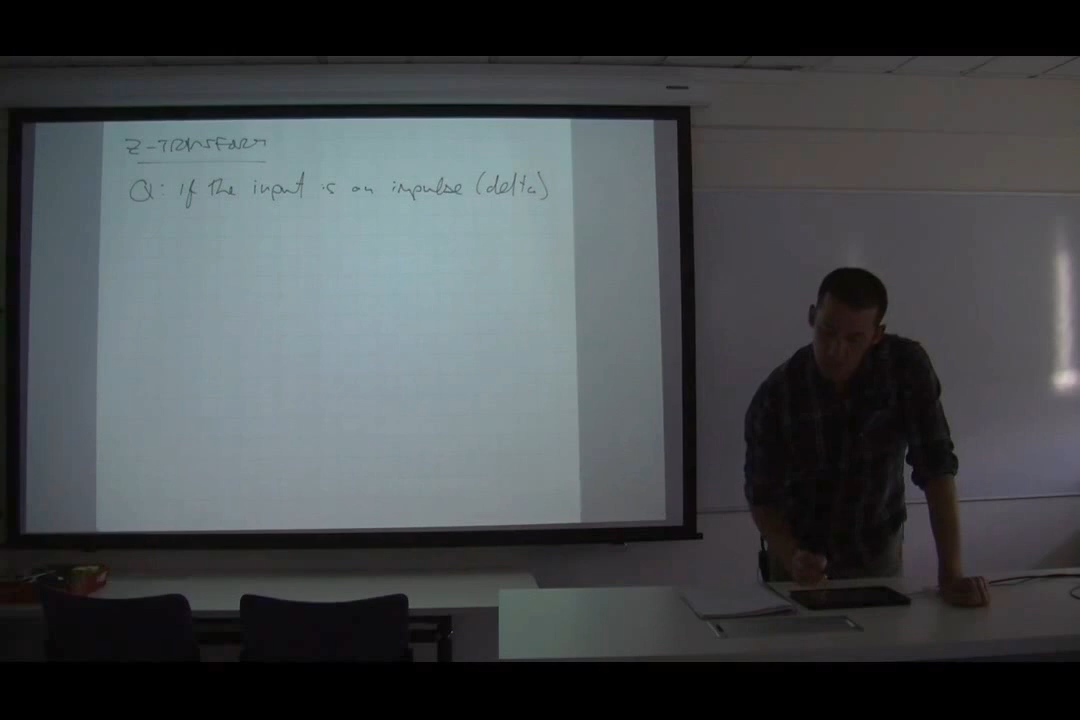 Z-TRANSFORM
Q: if the input is an impulse (delta)